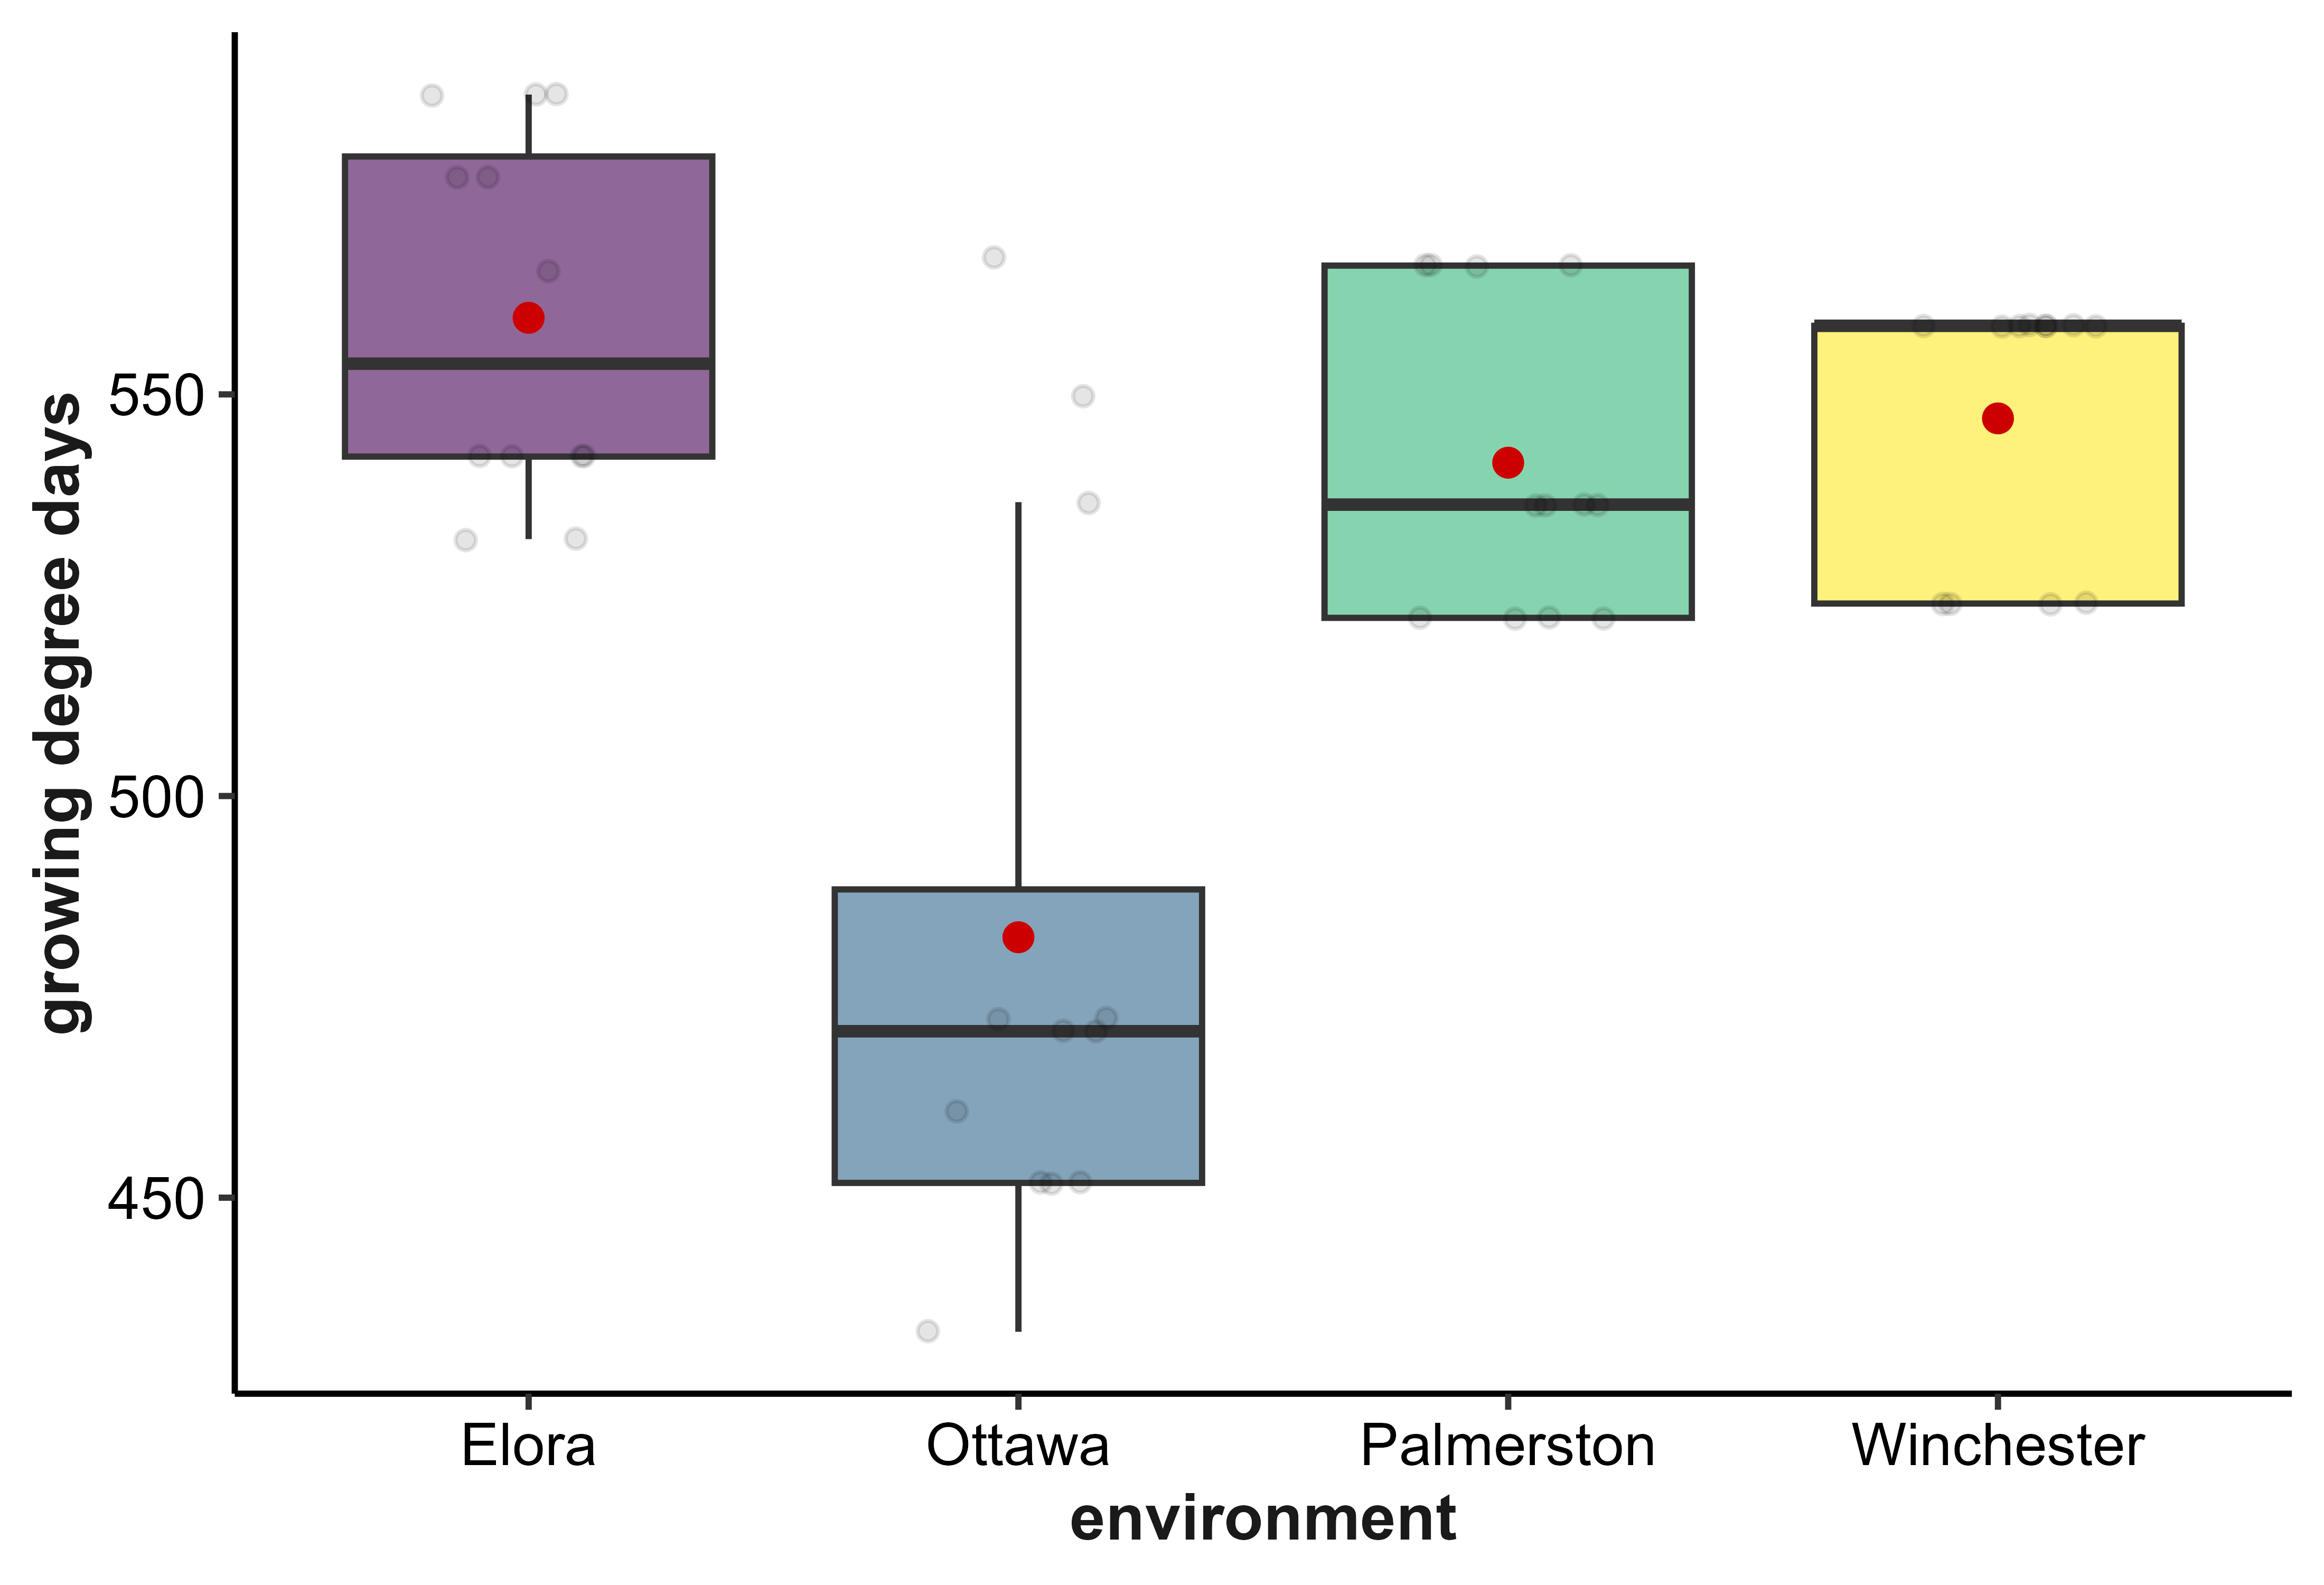 growing degree days
550
500
450
Elora Ottawa Palmerston Winchester
environment